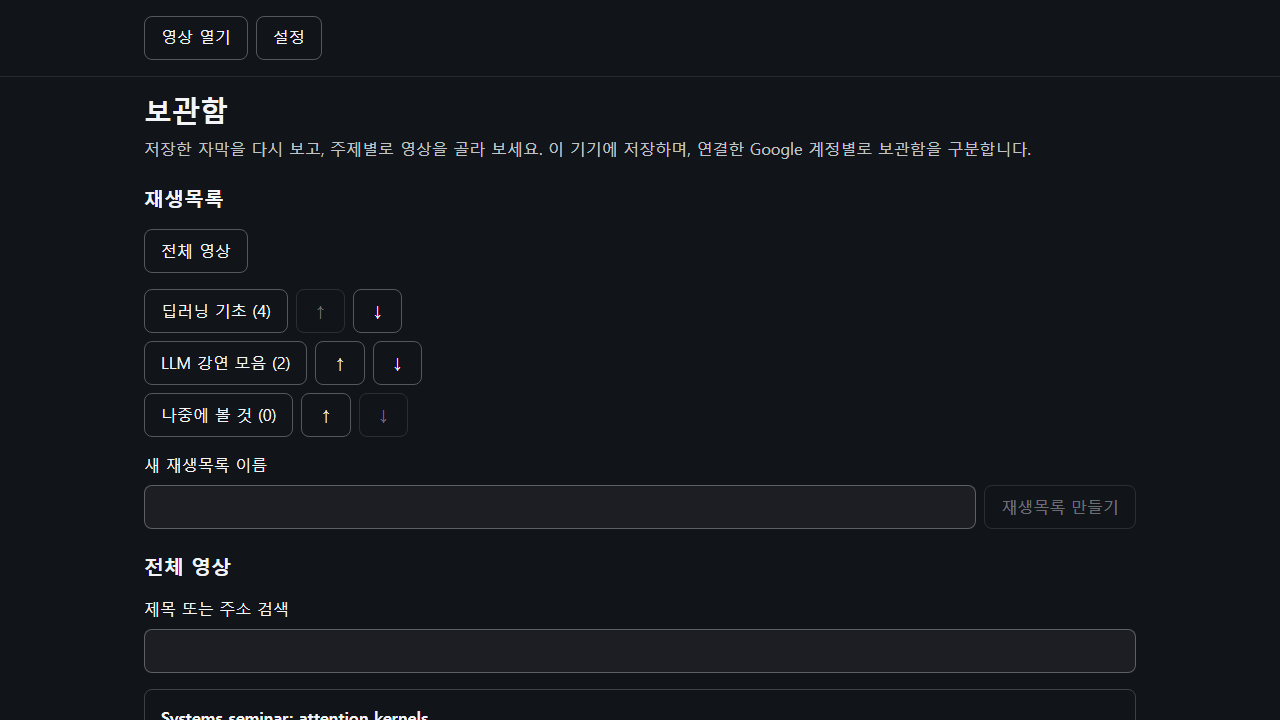 영상 열기 설정
보관함
저장한 자막을 다시 보고, 주제별로 영상을 골라 보세요. 이 기기에 저장하며, 연결한 Google 계정별로 보관함을 구분합니다.
재생목록
전체 영상
딥러닝 기초 (4) ↑ ↓
LLM 강연 모음 (2) ↑ ↓
나중에 볼 것 (0) ↑ ↓
새 재생목록 이름
재생목록 만들기
전체 영상
제목 또는 주소 검색
Systems seminar: attention kernels